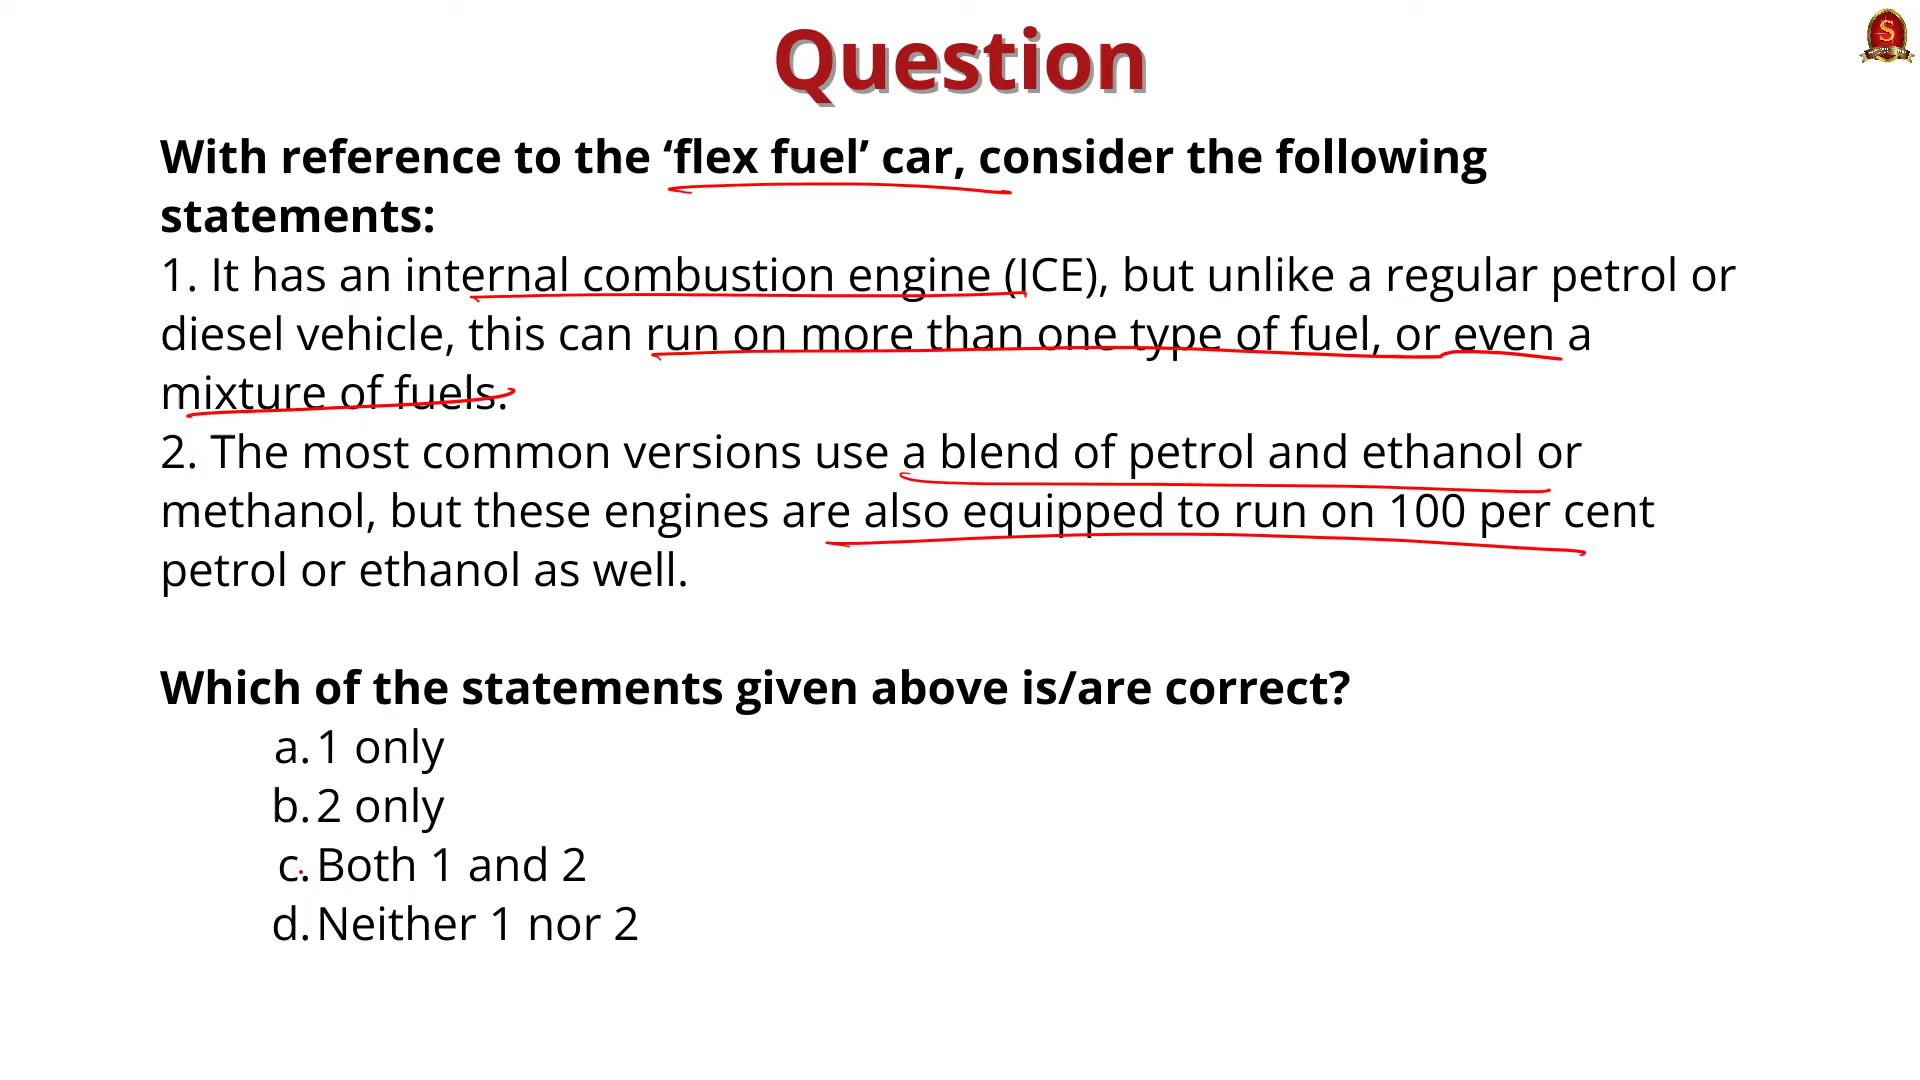 Question
With reference to the ‘flex fuel’ car, consider the following
statements:
1. It has an internal combustion engine (ICE), but unlike a regular petrol or
diesel vehicle, this can run on more than one type of fuel, or even a
mixture of fuels.
2. The most common versions use a blend of petrol and ethanol or
methanol, but these engines are also equipped to run on 100 per cent
petrol or ethanol as well.
Which of the statements given above is/are correct?
a. 1 only
b. 2 only
c. Both 1 and 2
d. Neither 1 nor 2
S